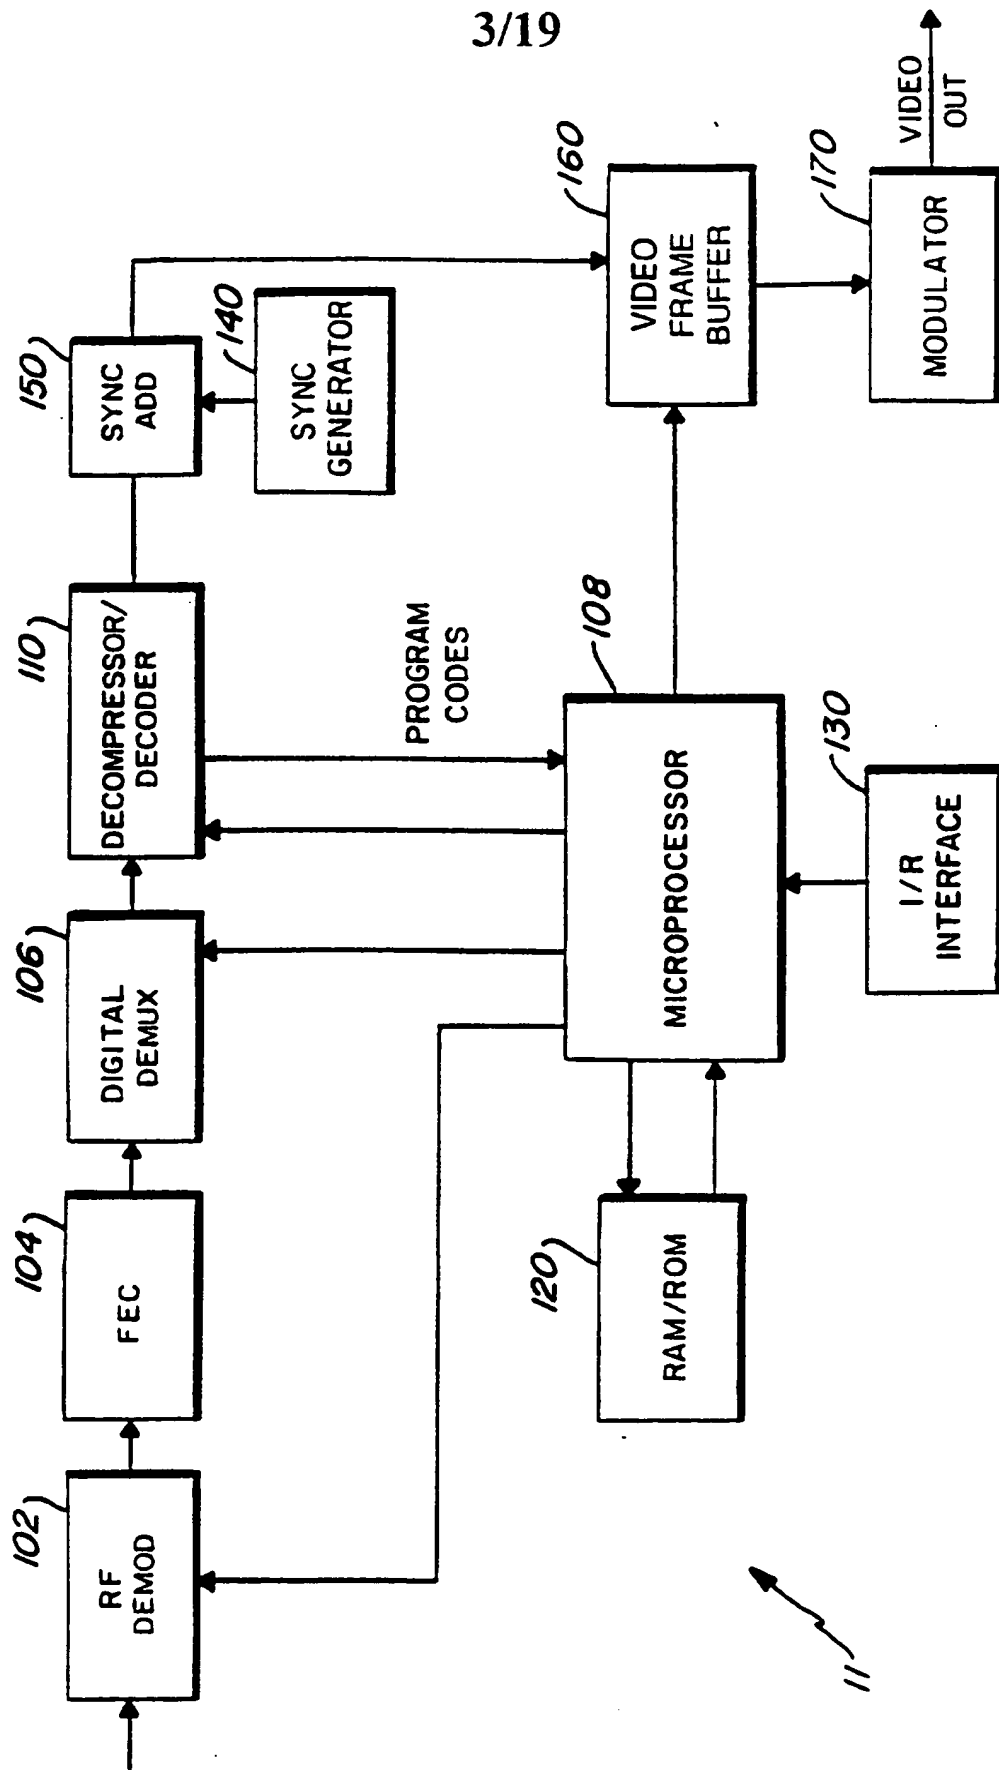 3/19
102
RF
DEMOD
104
FEC
106
DIGITAL
DEMUX
110
DECOMPRESSOR/
DECODER
150
SYNC
ADD
140
SYNC
GENERATOR
PROGRAM
CODES
120
RAM/ROM
108
MICROPROCESSOR
160
VIDEO
FRAME
BUFFER
130
I/R
INTERFACE
170
MODULATOR
VIDEO
OUT
11